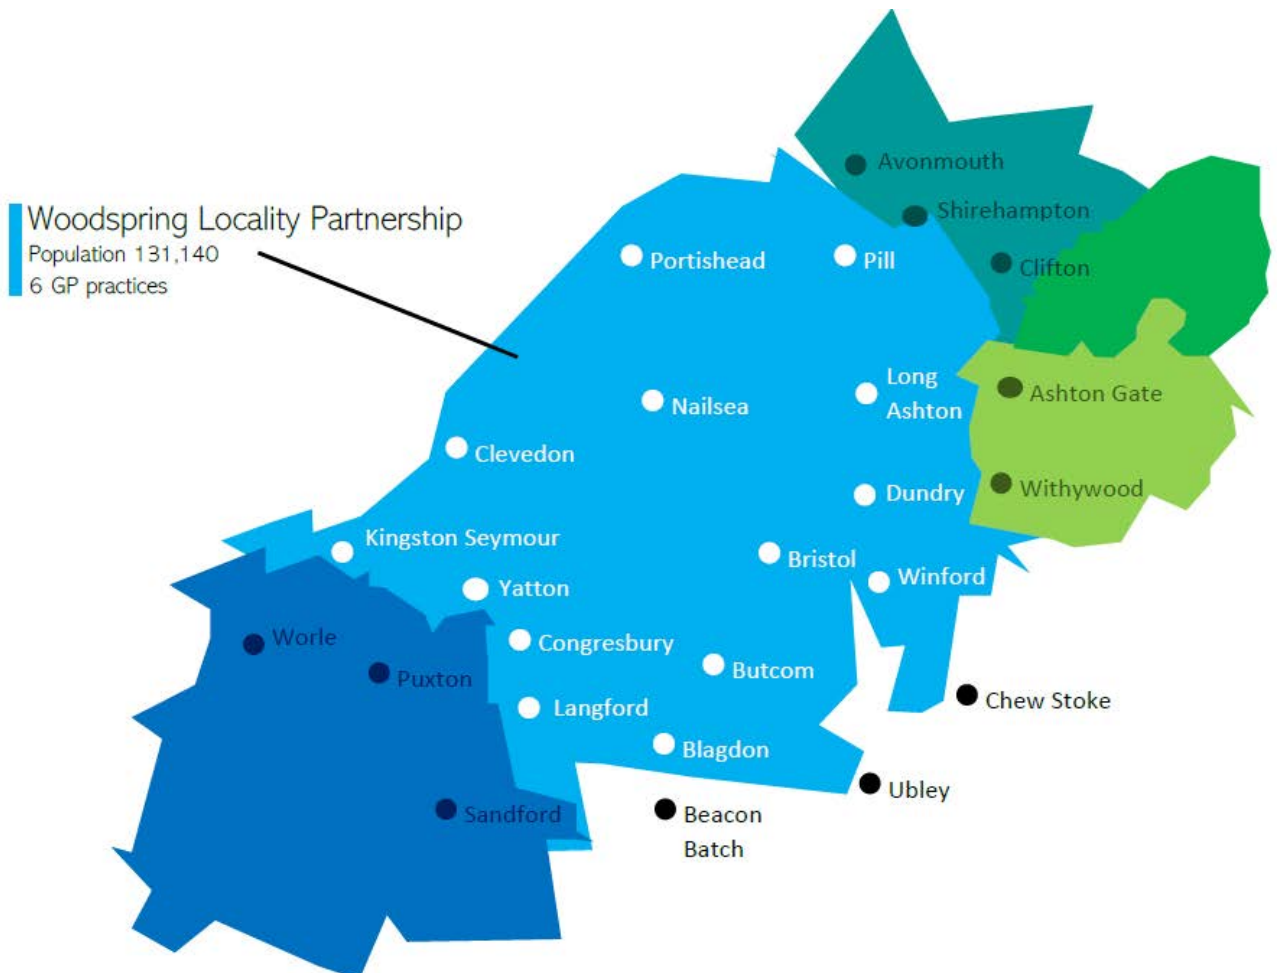 Avonmouth
Woodspring Locality Partnership
Population 131,140
6 GP practices
Shirehampton
Portishead
Pill
Clifton
Long
Ashton
Ashton Gate
Nailsea
Clevedon
Dundry
Withywood
Kingston Seymour
Bristol
Winford
Yatton
Worle
Congresbury
Butcom
Puxton
Chew Stoke
Langford
Blagdon
Ubley
Sandford
Beacon
Batch